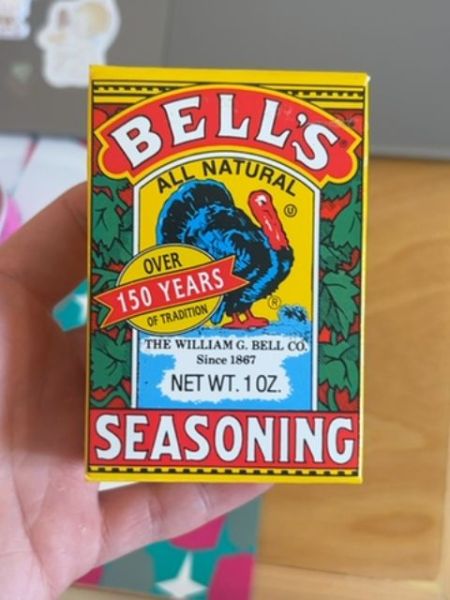 BELL'S
ALL NATURAL
OVER
150 YEARS
OF TRADITION
THE WILLIAM G. BELL CO.
Since 1867
NET WT. 1 OZ.
SEASONING